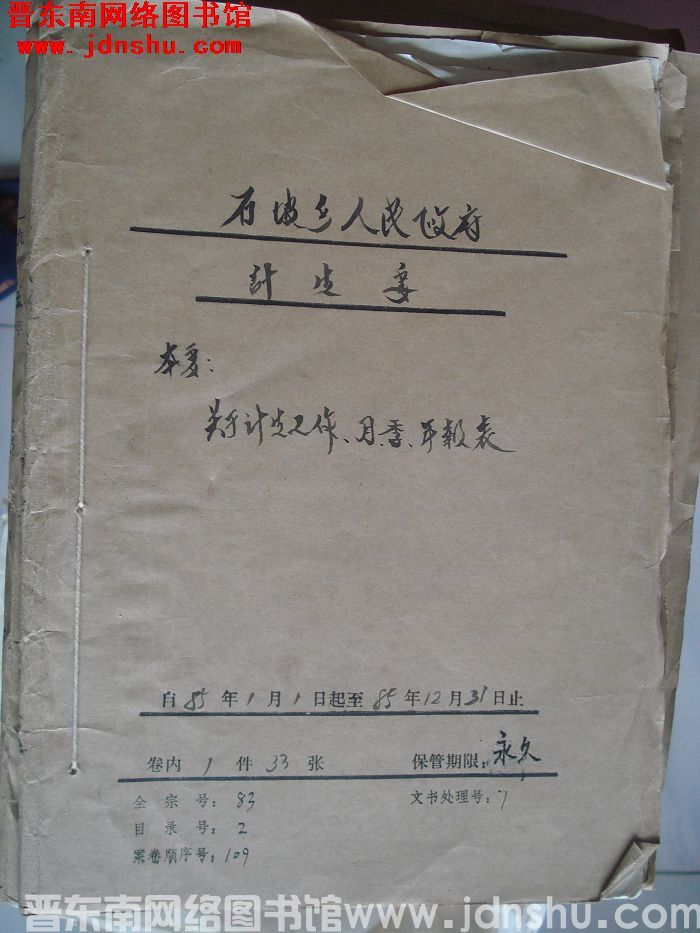 晋东南网络图书馆
www.jdnshu.com
石坡乡人民政府
計生委
本委:
关于计生工作、月、季、年报表
自85年1月1日起至85年12月31日止
卷内1件33张 保管期限:永久
全宗号:83 文书处理号:7
目录号:2
案卷顺序号:109
晋东南网络图书馆www.jdnshu.com